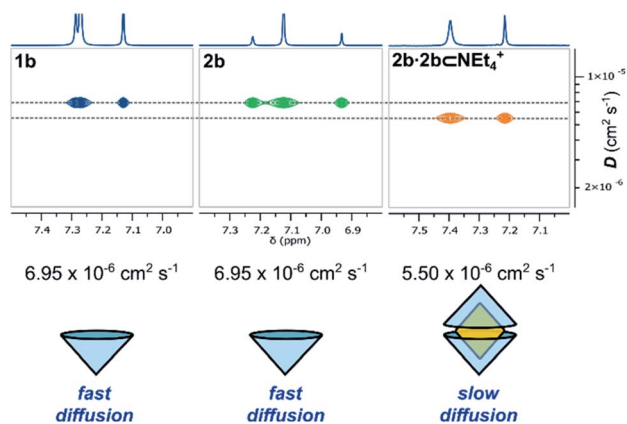 1b
2b
2b·2b⊂NEt₄⁺
1×10⁻⁵
D (cm² s⁻¹)
2×10⁻⁶
7.4 7.3 7.2 7.1 7.0
7.3 7.2 7.1 7.0 6.9
7.5 7.4 7.3 7.2 7.1
δ (ppm)
6.95 x 10⁻⁶ cm² s⁻¹
6.95 x 10⁻⁶ cm² s⁻¹
5.50 x 10⁻⁶ cm² s⁻¹
fast
diffusion
fast
diffusion
slow
diffusion